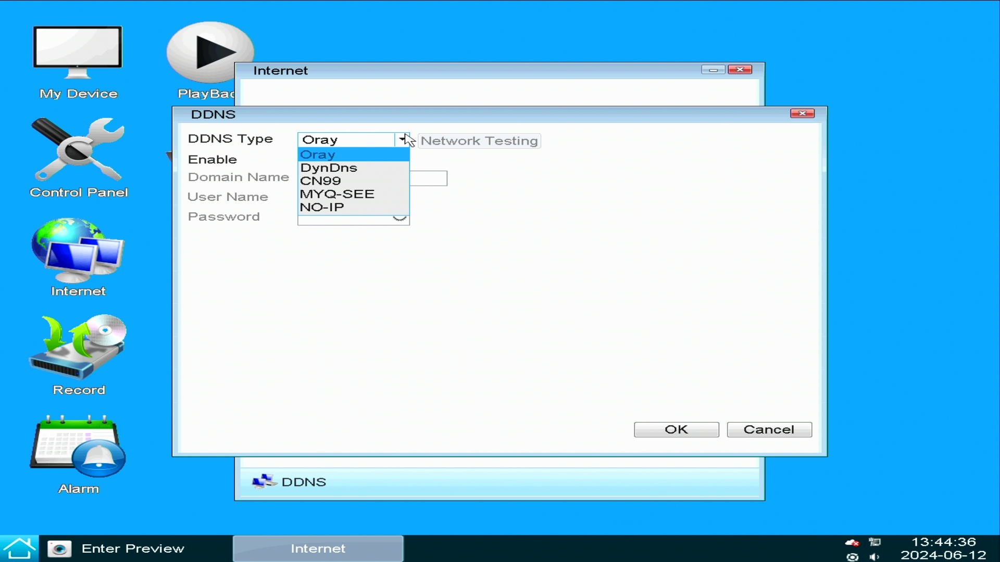 My Device
PlayBac
Control Panel
Internet
Record
Alarm
Internet
DDNS
DDNS Type
Oray
Network Testing
Oray
DynDns
CN99
MYQ-SEE
NO-IP
Enable
Domain Name
User Name
Password
OK
Cancel
DDNS
Enter Preview
Internet
13:44:36
2024-06-12